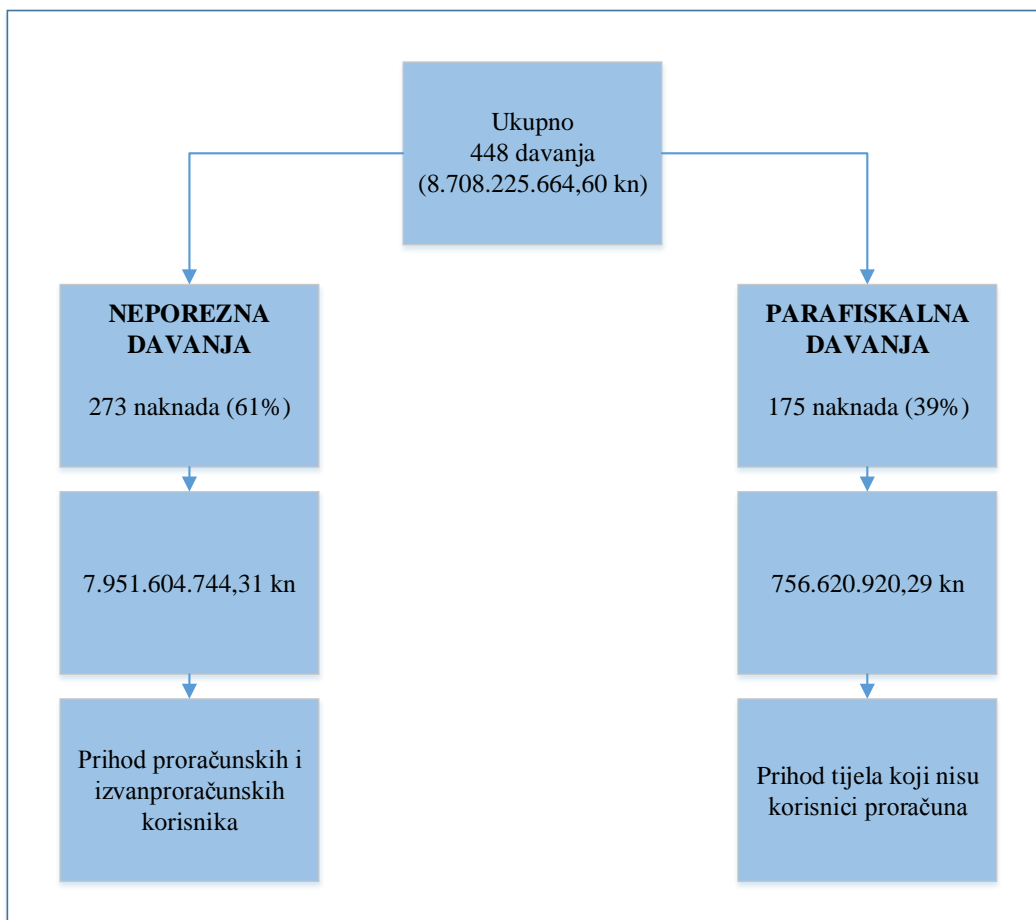 Ukupno
448 davanja
(8.708.225.664,60 kn)
NEPOREZNA
DAVANJA
273 naknada (61%)
PARAFISKALNA
DAVANJA
175 naknada (39%)
7.951.604.744,31 kn
756.620.920,29 kn
Prihod proračunskih i
izvanproračunskih
korisnika
Prihod tijela koji nisu
korisnici proračuna